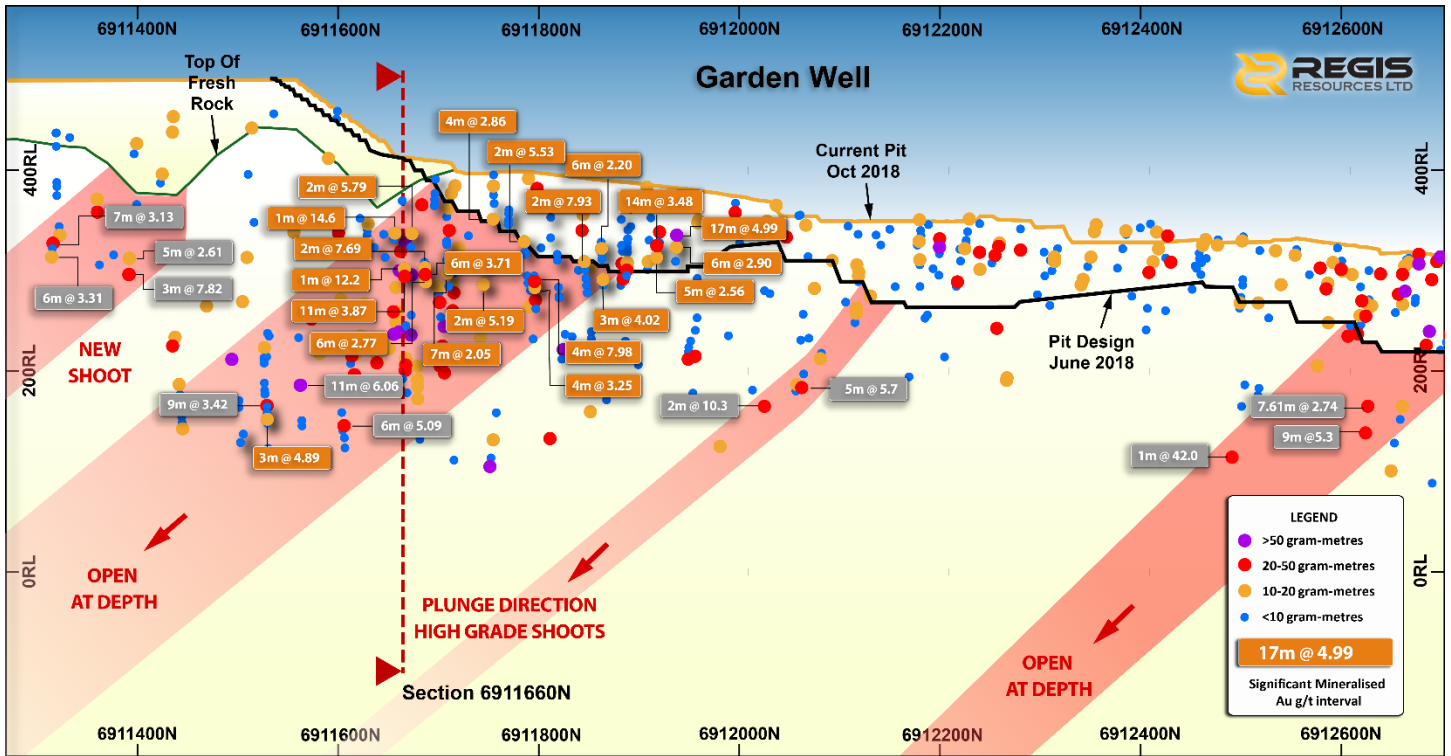 6911400N
6911600N
6911800N
6912000N
6912200N
6912400N
6912600N
Garden Well
REGIS
RESOURCES LTD
Top Of
Fresh
Rock
Current Pit
Oct 2018
400RL
400RL
4m @ 2.86
2m @ 5.53
6m @ 2.20
2m @ 5.79
2m @ 7.93
14m @ 3.48
7m @ 3.13
1m @ 14.6
17m @ 4.99
5m @ 2.61
2m @ 7.69
6m @ 3.71
6m @ 2.90
6m @ 3.31
3m @ 7.82
1m @ 12.2
5m @ 2.56
11m @ 3.87
2m @ 5.19
3m @ 4.02
6m @ 2.77
7m @ 2.05
4m @ 7.98
4m @ 3.25
NEW
SHOOT
Pit Design
June 2018
200RL
200RL
11m @ 6.06
5m @ 5.7
9m @ 3.42
2m @ 10.3
7.61m @ 2.74
6m @ 5.09
9m @ 5.3
3m @ 4.89
1m @ 42.0
0RL
0RL
OPEN
AT DEPTH
PLUNGE DIRECTION
HIGH GRADE SHOOTS
OPEN
AT DEPTH
Section 6911660N
LEGEND
>50 gram-metres
20-50 gram-metres
10-20 gram-metres
<10 gram-metres
17m @ 4.99
Significant Mineralised
Au g/t interval
6911400N
6911600N
6911800N
6912000N
6912200N
6912400N
6912600N